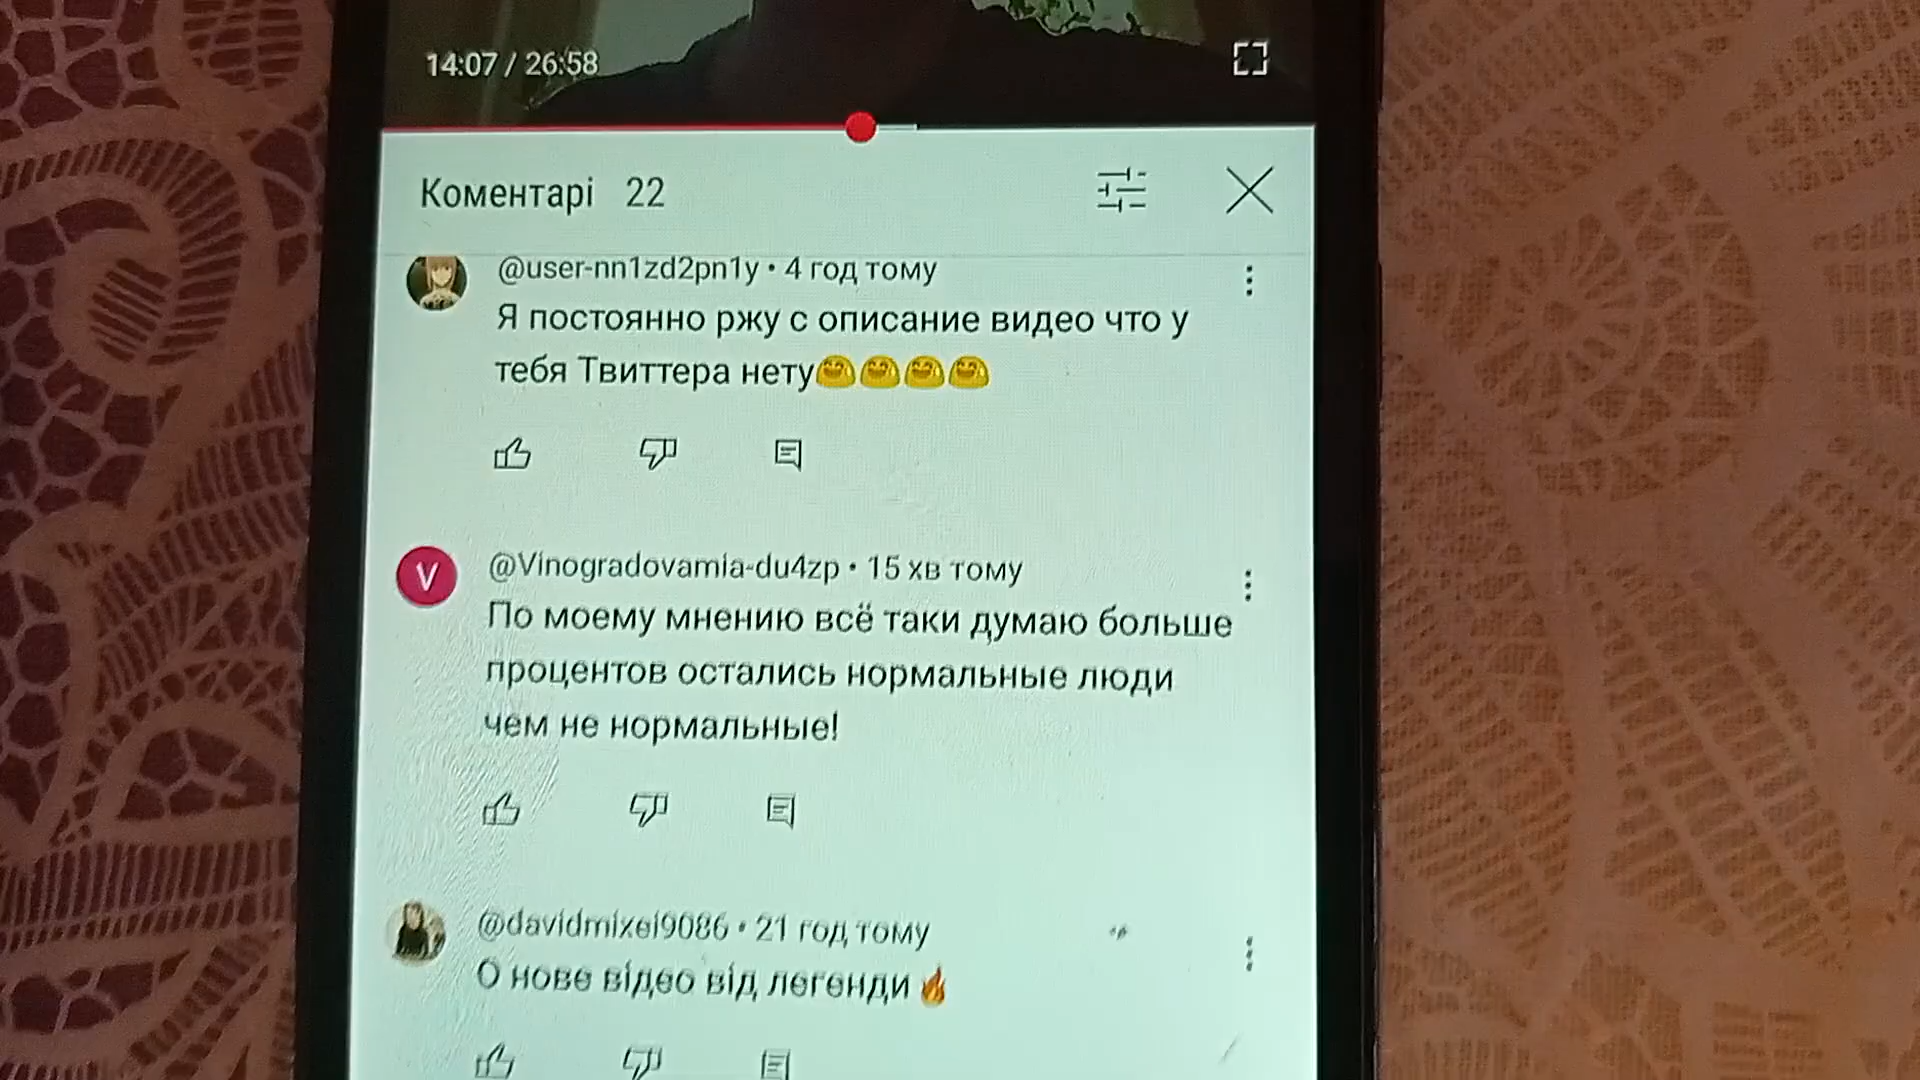 14:07 / 26:58
Коментарі 22
@user-nn1zd2pn1y • 4 год тому
Я постоянно ржу с описание видео что у
тебя Твиттера нету😄😄😄😄
V
@Vinogradovamia-du4zp • 15 хв тому
По моему мнению всё таки думаю больше
процентов остались нормальные люди
чем не нормальные!
@davidmixei9086 • 21 год тому
О нове відео від легенди🔥